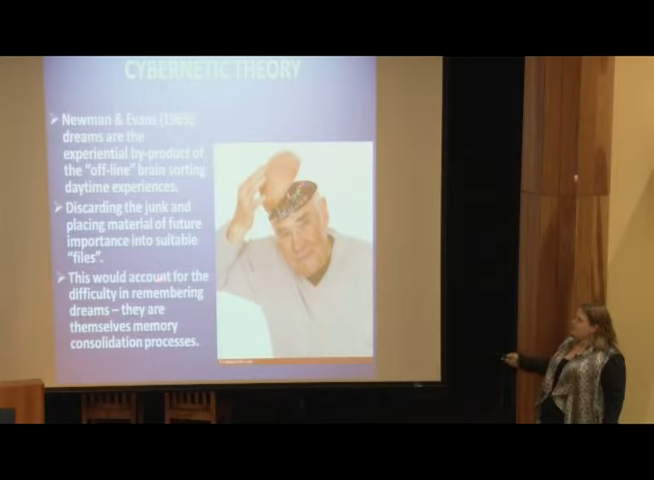 CYBERNETIC THEORY
➢ Newman & Evans (1965):
dreams are the
experiential by-product of
the "off-line" brain sorting
daytime experiences.
➢ Discarding the junk and
placing material of future
importance into suitable
"files".
➢ This would account for the
difficulty in remembering
dreams – they are
themselves memory
consolidation processes.